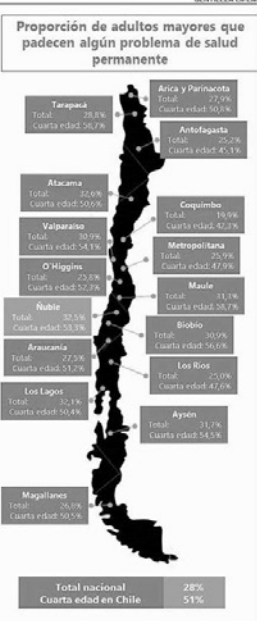 Proporción de adultos mayores que
padecen algún problema de salud
permanente
Arica y Parinacota
Total: 27,9%
Cuarta edad: 50,8%
Tarapacá
Total: 28,8%
Cuarta edad: 58,7%
Antofagasta
Total: 25,2%
Cuarta edad: 45,1%
Atacama
Total: 32,6%
Cuarta edad: 50,6%
Coquimbo
Total: 19,9%
Cuarta edad: 42,3%
Valparaíso
Total: 30,9%
Cuarta edad: 54,1%
Metropolitana
Total: 25,9%
Cuarta edad: 47,9%
O'Higgins
Total: 25,8%
Cuarta edad: 52,3%
Maule
Total: 31,3%
Cuarta edad: 58,7%
Ñuble
Total: 32,5%
Cuarta edad: 58,3%
Biobío
Total: 30,9%
Cuarta edad: 56,6%
Araucanía
Total: 27,5%
Cuarta edad: 51,2%
Los Ríos
Total: 25,0%
Cuarta edad: 47,6%
Los Lagos
Total: 32,1%
Cuarta edad: 50,4%
Aysén
Total: 31,7%
Cuarta edad: 54,5%
Magallanes
Total: 26,8%
Cuarta edad: 50,5%
Total nacional 28%
Cuarta edad en Chile 51%